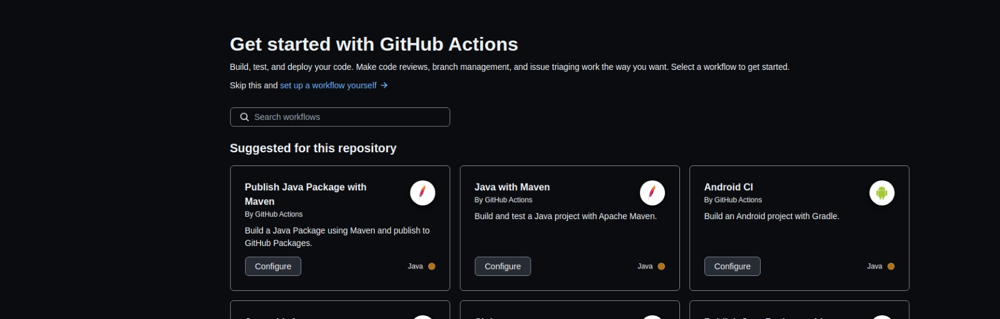 Get started with GitHub Actions
Build, test, and deploy your code. Make code reviews, branch management, and issue triaging work the way you want. Select a workflow to get started.
Skip this and set up a workflow yourself →
Search workflows
Suggested for this repository
Publish Java Package with
Maven
By GitHub Actions
Build a Java Package using Maven and publish to
GitHub Packages.
Configure
Java
Java with Maven
By GitHub Actions
Build and test a Java project with Apache Maven.
Configure
Java
Android CI
By GitHub Actions
Build an Android project with Gradle.
Configure
Java